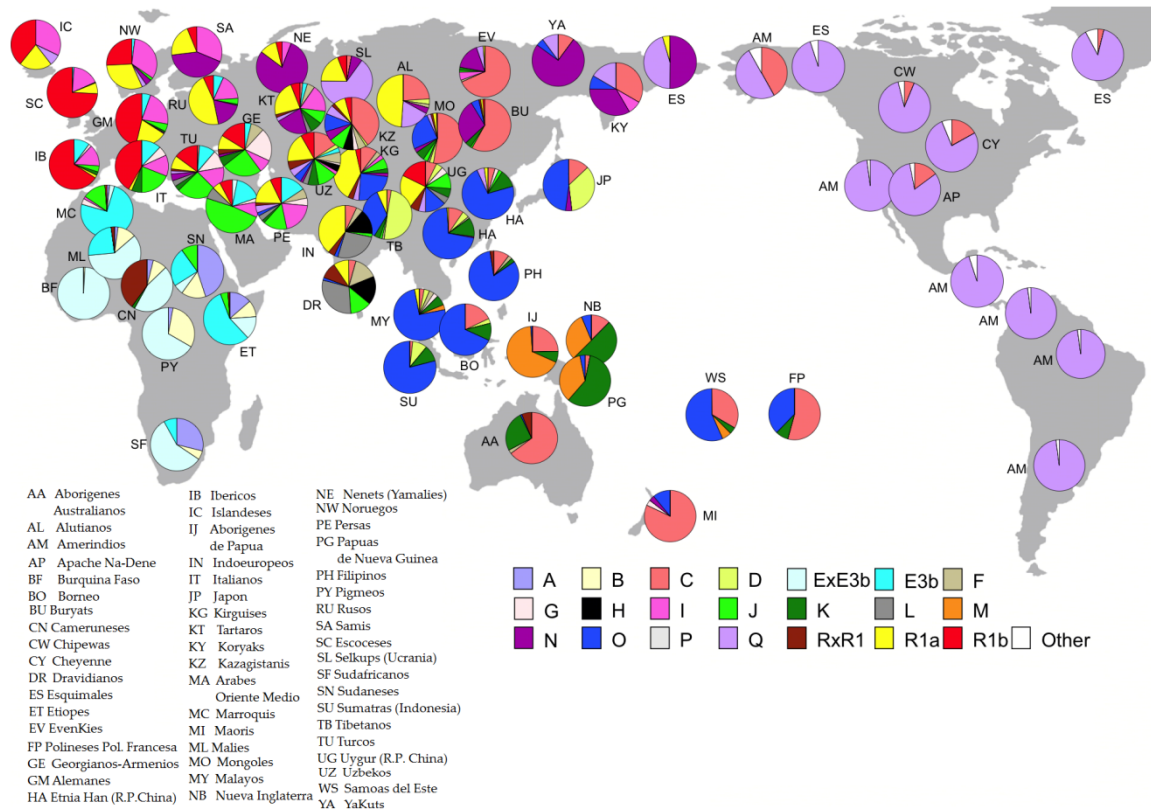 IC
NW
SA
NE
SL
EV
YA
ES
AM
ES
ES
SC
RU
KT
AL
MO
BU
KY
CW
GM
GE
KZ
KG
CY
IB
TU
UZ
UG
HA
JP
AM
AP
IT
MC
MA
PE
IN
TB
HA
ML
SN
PH
AM
BF
CN
DR
MY
NB
AM
PY
ET
IJ
BO
AM
SU
PG
WS
FP
SF
AA
AM
MI
AA Aborigenes
Australianos
AL Alutianos
AM Amerindios
AP Apache Na-Dene
BF Burquina Faso
BO Borneo
BU Buryats
CN Cameruneses
CW Chipewas
CY Cheyenne
DR Dravidianos
ES Esquimales
ET Etiopes
EV EvenKies
FP Polineses Pol. Francesa
GE Georgianos-Armenios
GM Alemanes
HA Etnia Han (R.P.China)
IB Ibericos
IC Islandeses
IJ Aborigenes
de Papua
IN Indoeuropeos
IT Italianos
JP Japon
KG Kirguises
KT Tartaros
KY Koryaks
KZ Kazagistanis
MA Arabes
Oriente Medio
MC Marroquis
MI Maoris
ML Malies
MO Mongoles
MY Malayos
NB Nueva Inglaterra
NE Nenets (Yamalies)
NW Noruegos
PE Persas
PG Papuas
de Nueva Guinea
PH Filipinos
PY Pigmeos
RU Rusos
SA Samis
SC Escoceses
SL Selkups (Ucrania)
SF Sudafricanos
SN Sudaneses
SU Sumatras (Indonesia)
TB Tibetanos
TU Turcos
UG Uygur (R.P. China)
UZ Uzbekos
WS Samoas del Este
YA YaKuts
A B C D ExE3b E3b F
G H I J K L M
N O P Q RxR1 R1a R1b Other